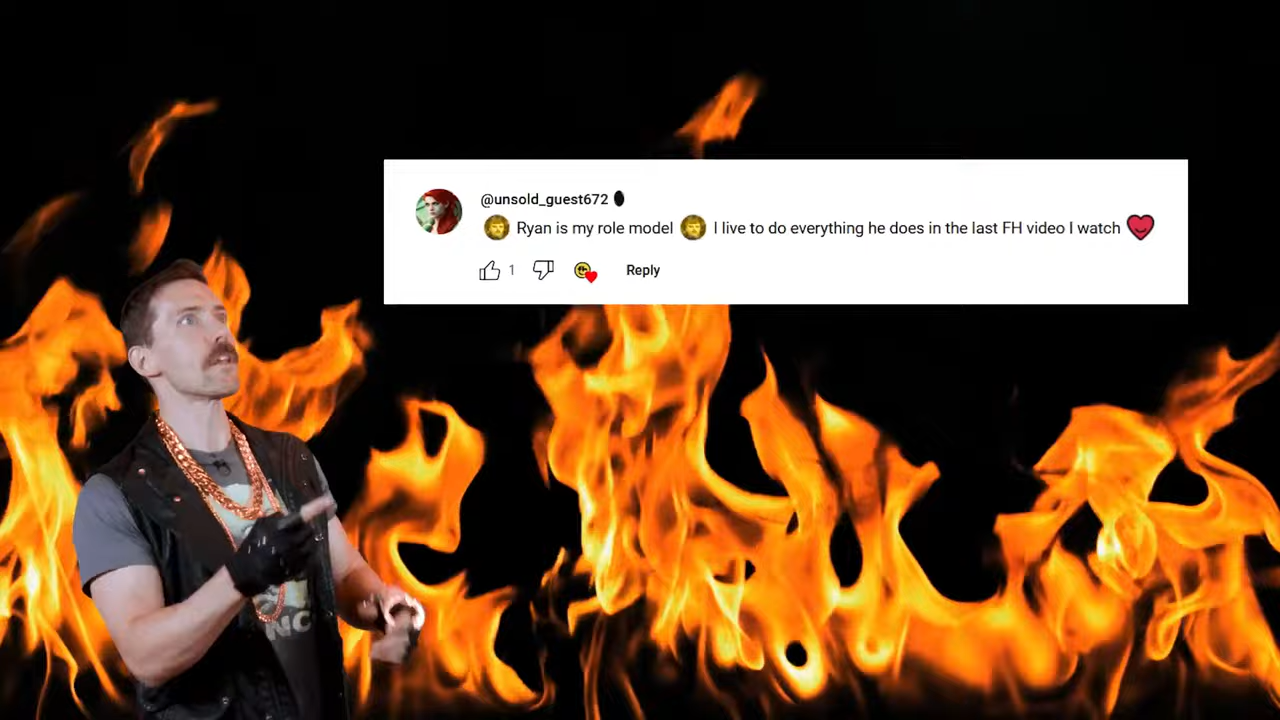 @unsold_guest672
Ryan is my role model I live to do everything he does in the last FH video I watch
1
Reply
NC